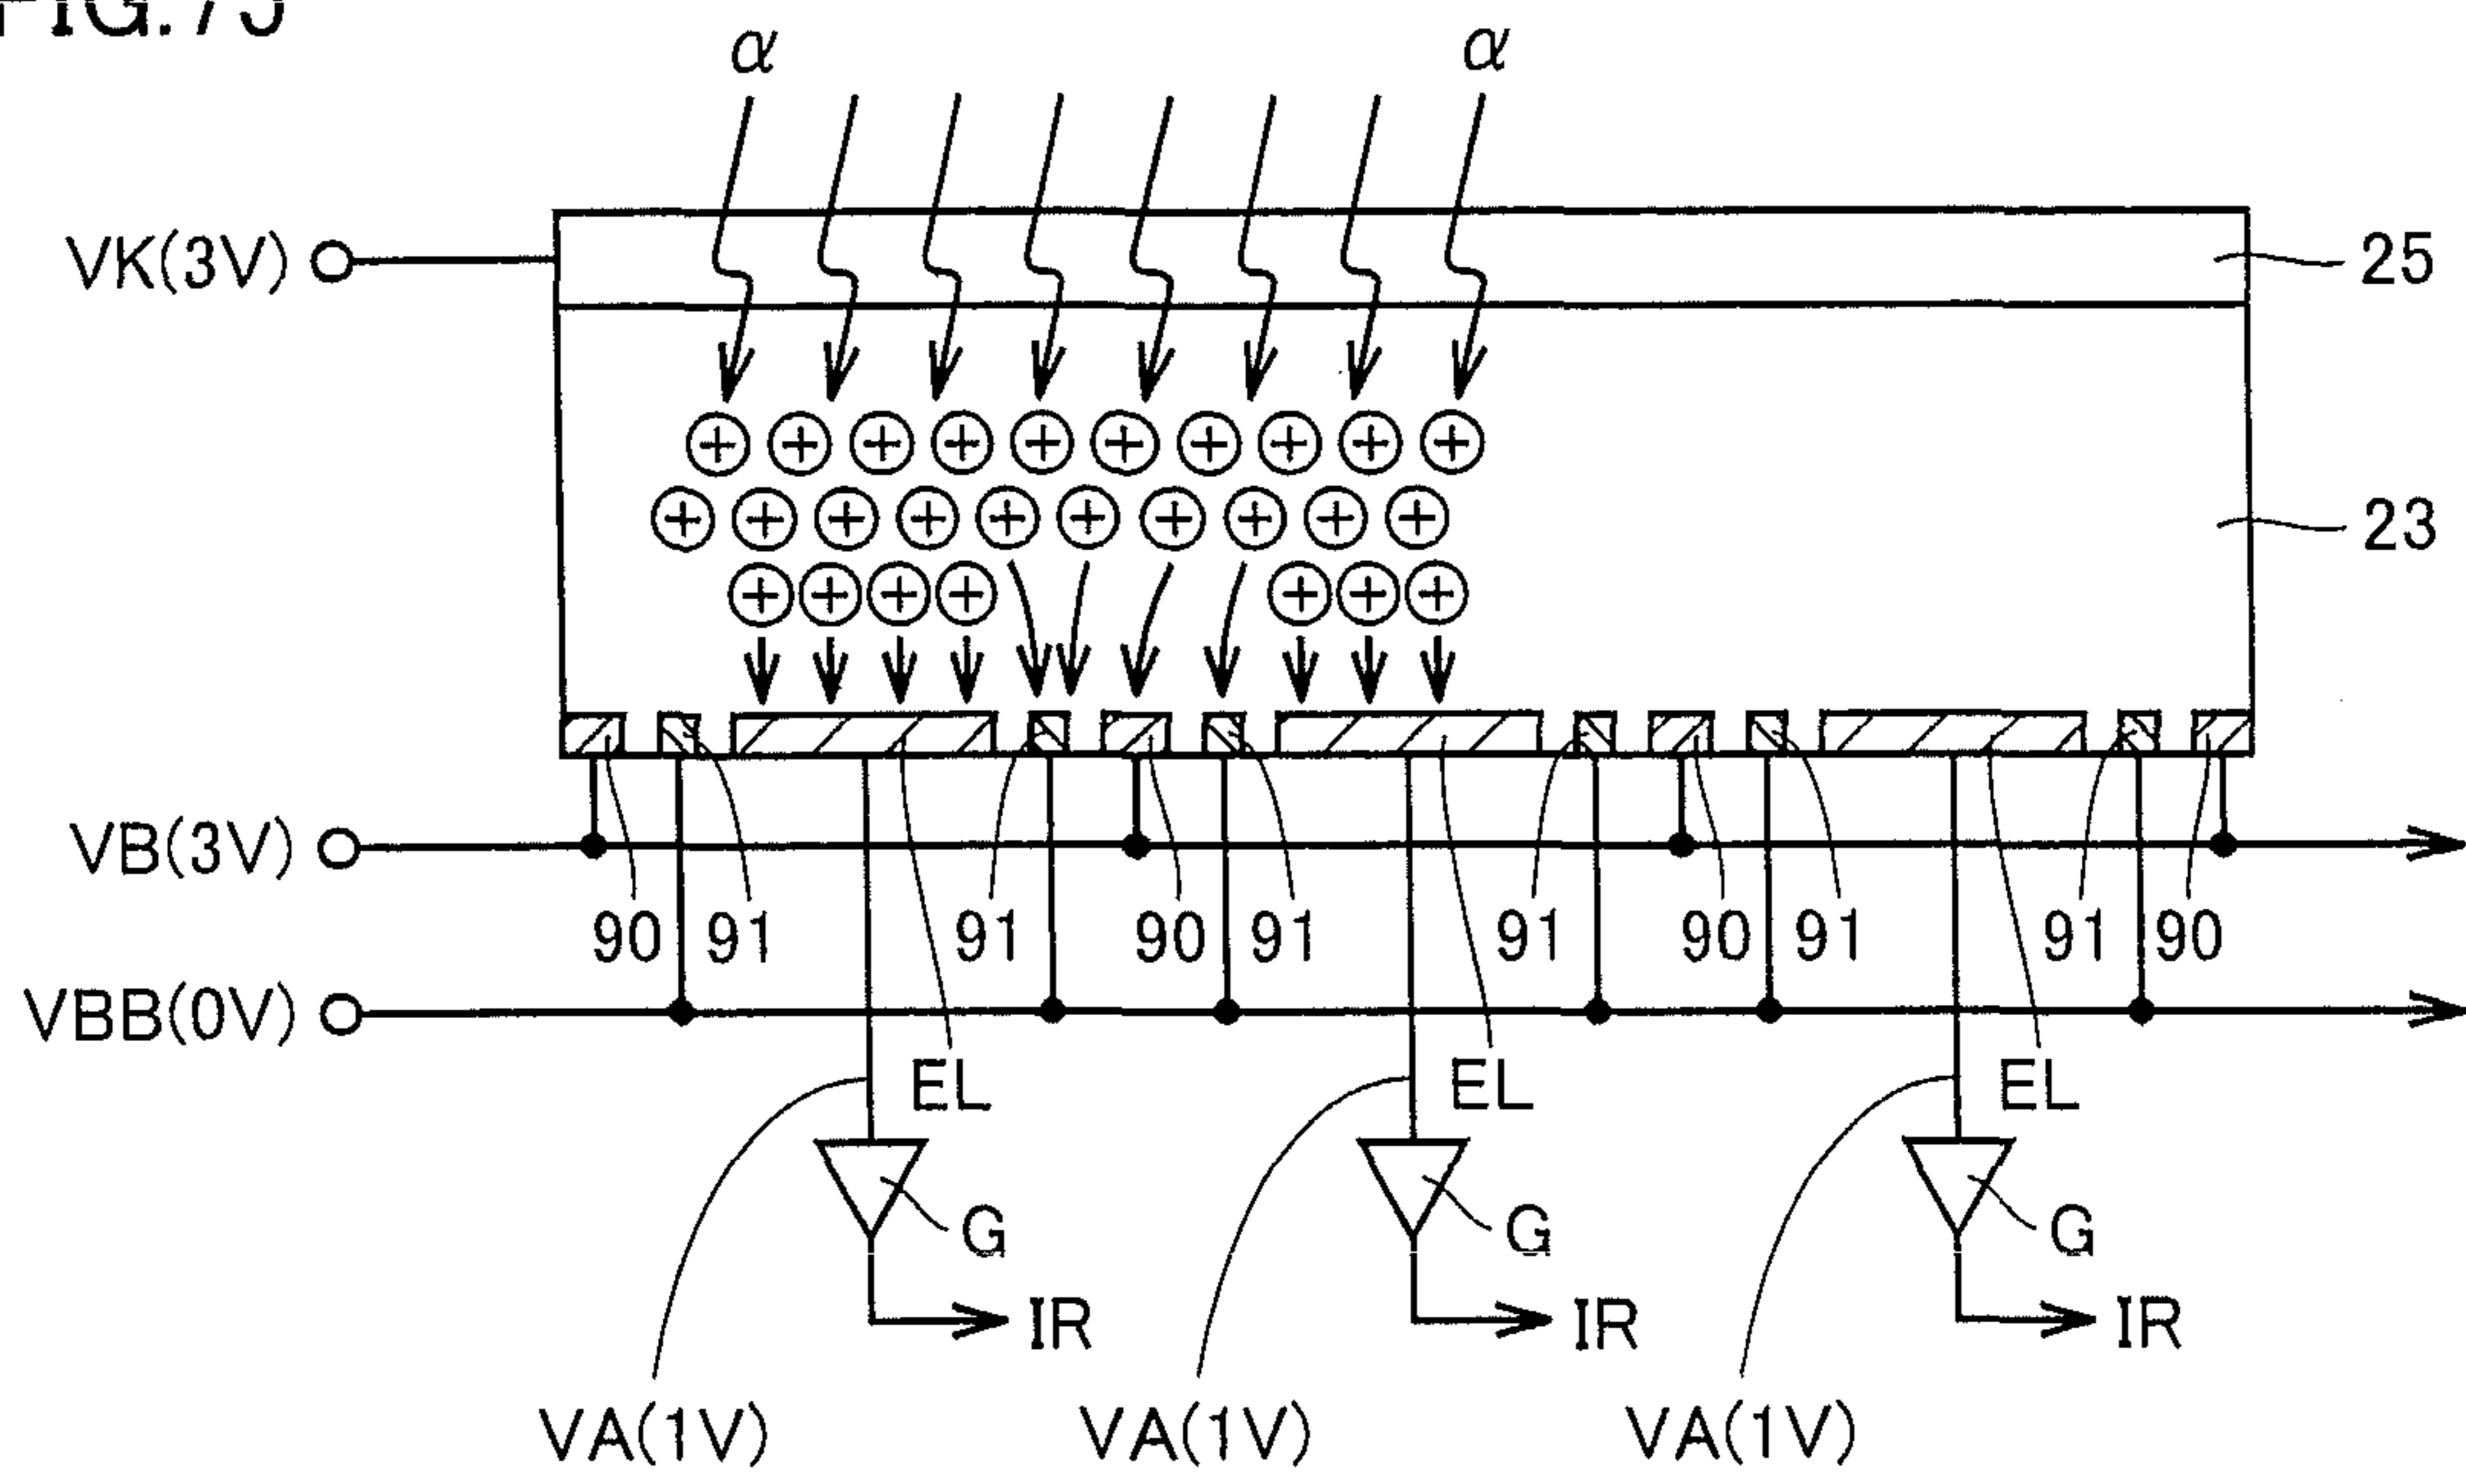 FIG.75
α α
VK(3V) 25
23
VB(3V)
90 91 91 90 91 91 90 91 91 90
VBB(0V)
EL EL EL
G G G
IR IR IR
VA(1V) VA(1V) VA(1V)